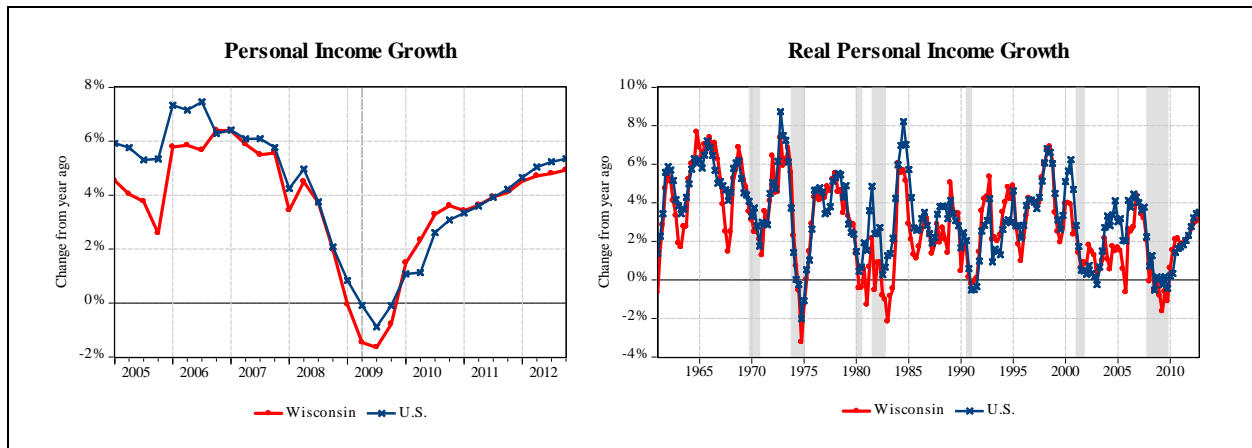 Personal Income Growth
Change from year ago
8%
6%
4%
2%
0%
-2%
2005 2006 2007 2008 2009 2010 2011 2012
Wisconsin U.S.
Real Personal Income Growth
Change from year ago
10%
8%
6%
4%
2%
0%
-2%
-4%
1965 1970 1975 1980 1985 1990 1995 2000 2005 2010
Wisconsin U.S.